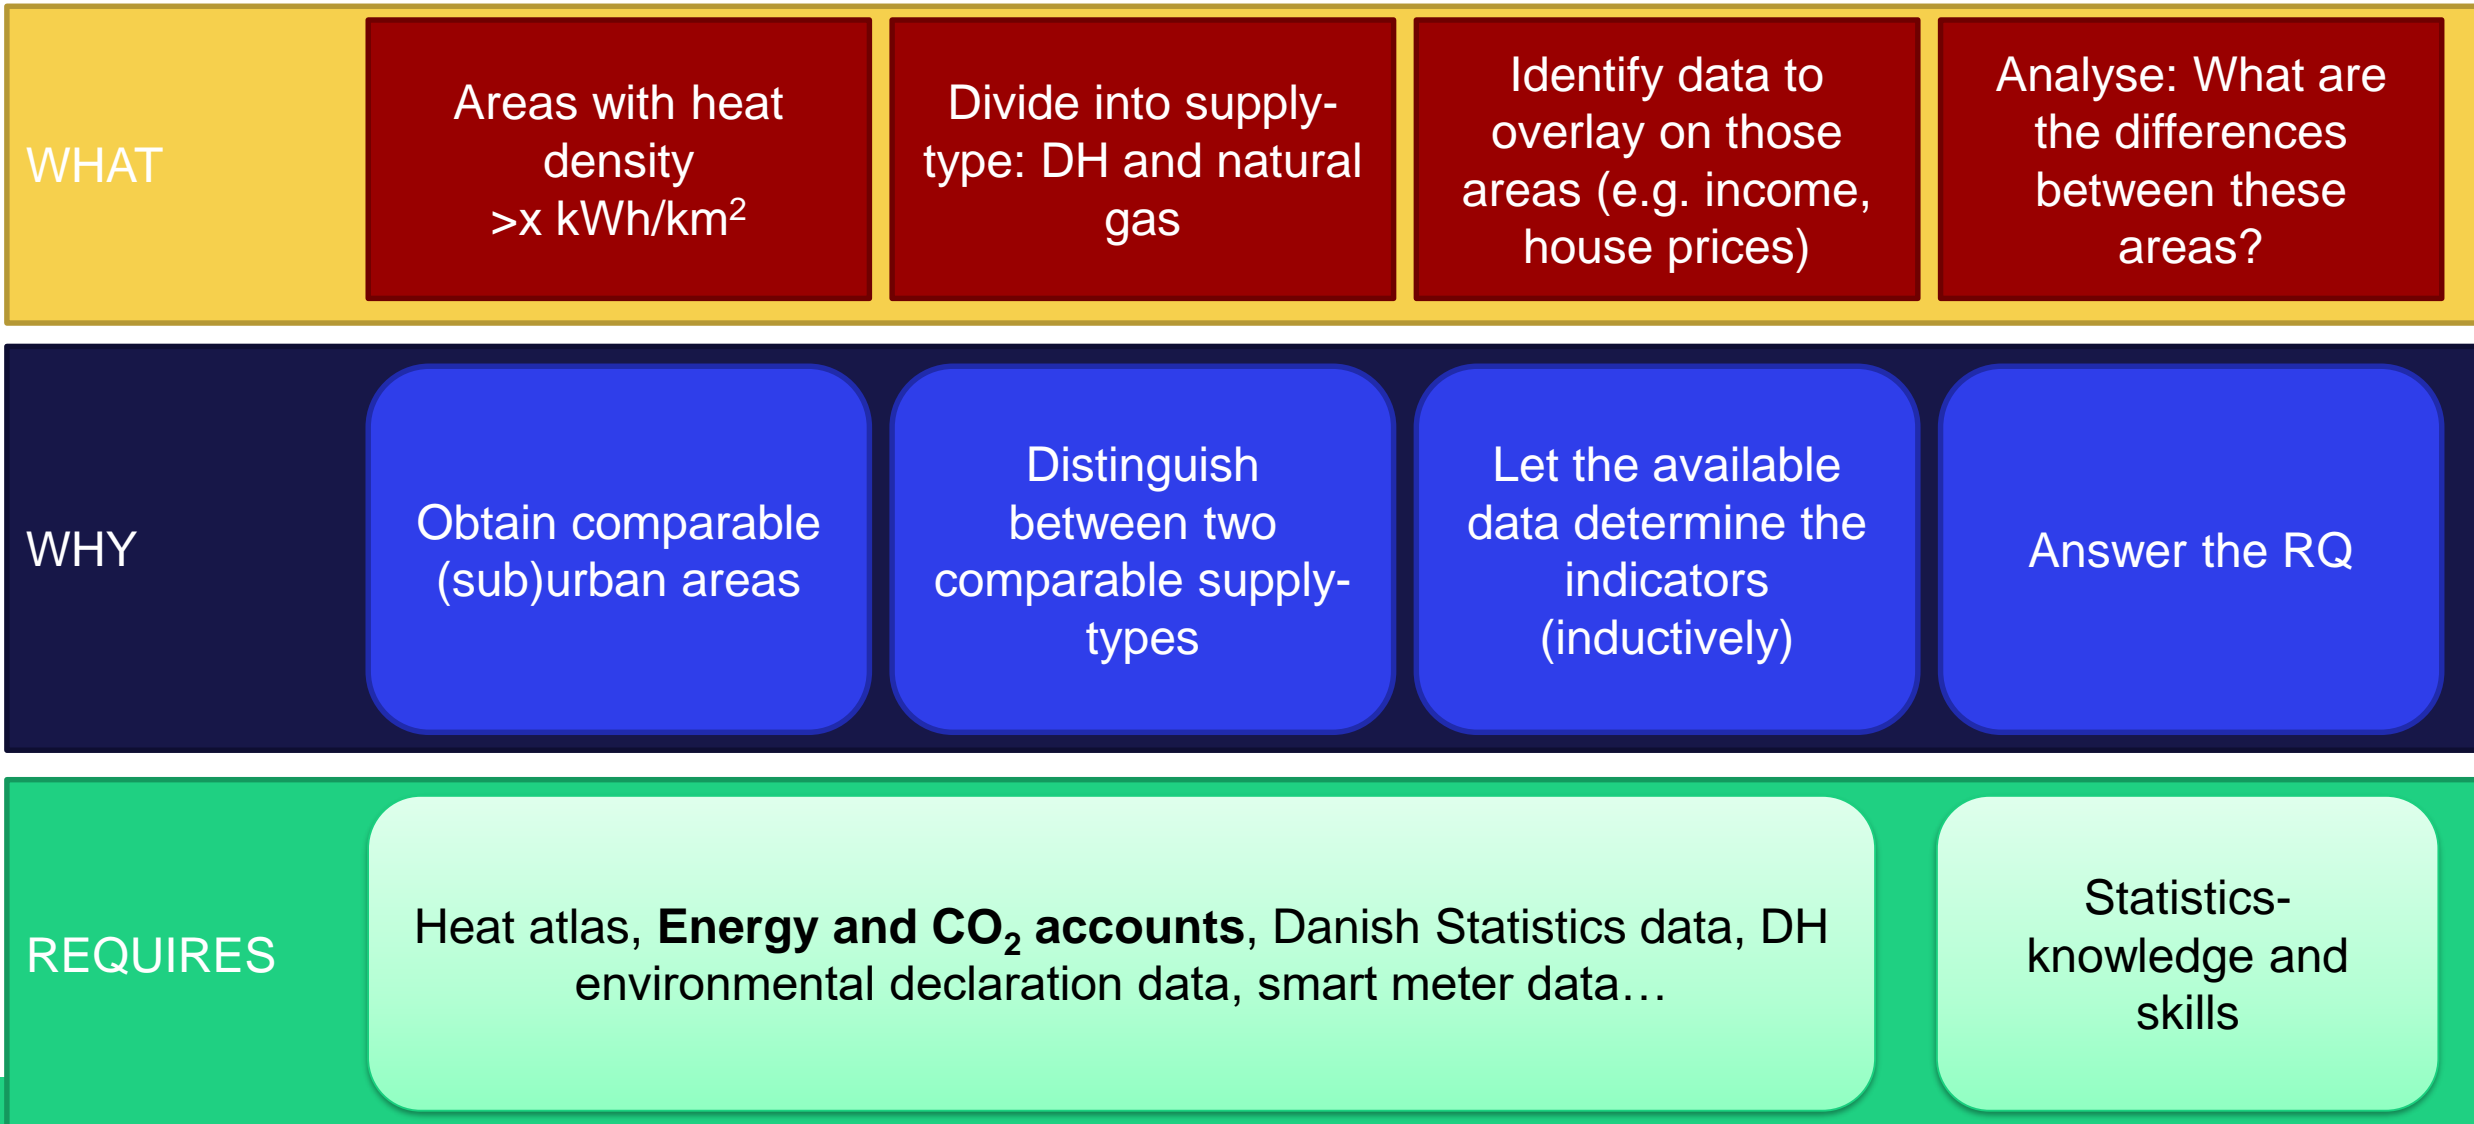 WHAT
Areas with heat
density
>x kWh/km²
Divide into supply-
type: DH and natural
gas
Identify data to
overlay on those
areas (e.g. income,
house prices)
Analyse: What are
the differences
between these
areas?
WHY
Obtain comparable
(sub)urban areas
Distinguish
between two
comparable supply-
types
Let the available
data determine the
indicators
(inductively)
Answer the RQ
REQUIRES
Heat atlas, Energy and CO₂ accounts, Danish Statistics data, DH
environmental declaration data, smart meter data…
Statistics-
knowledge and
skills